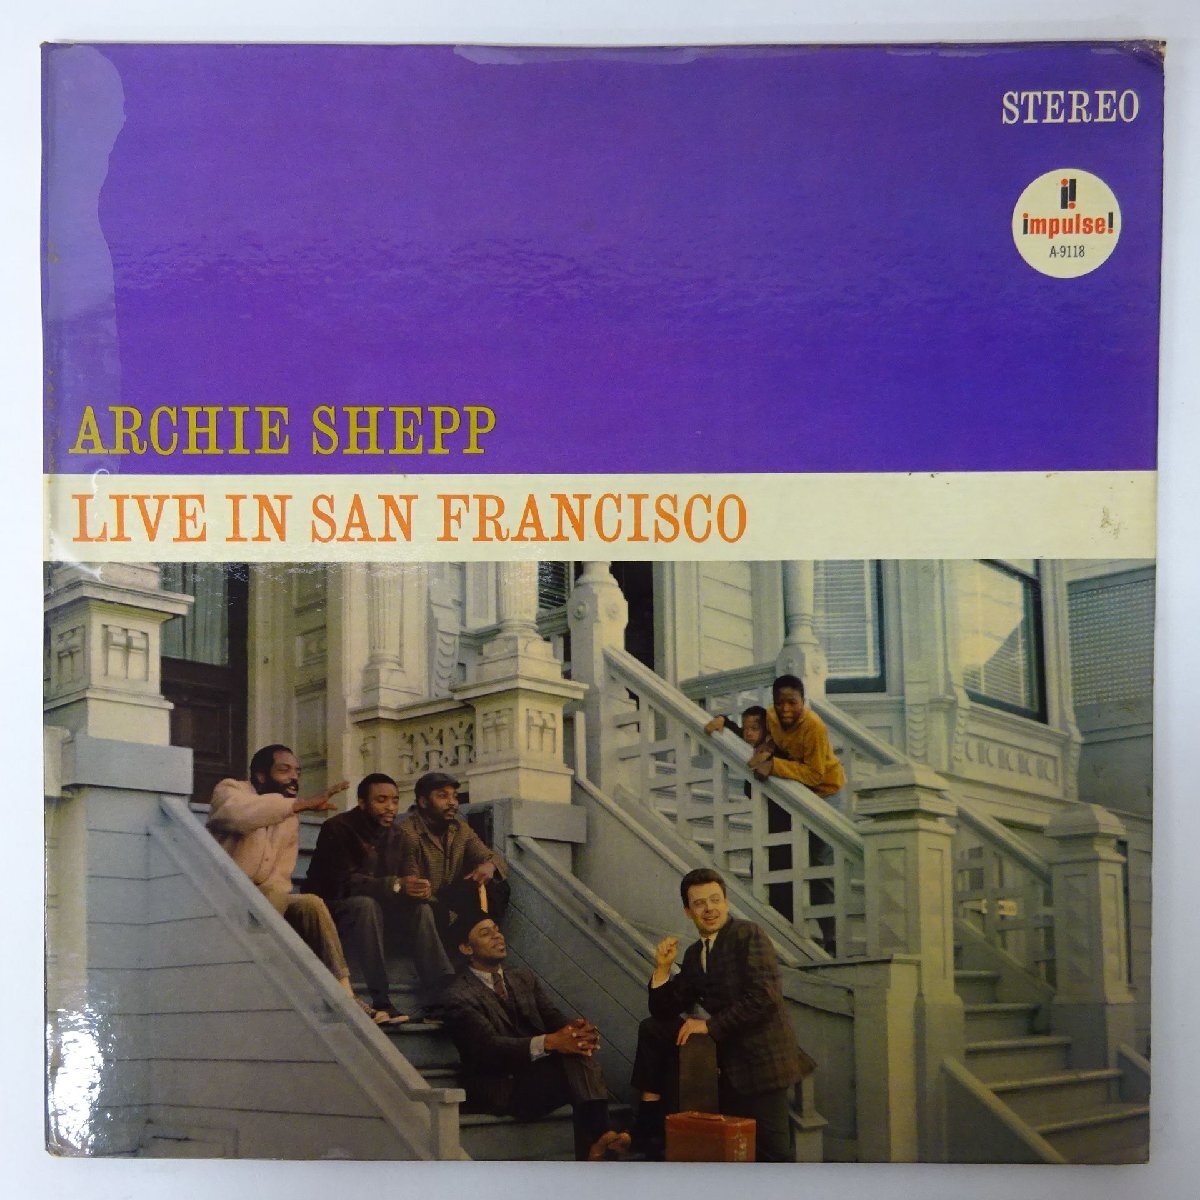 STEREO
impulse!
A-9118
ARCHIE SHEPP
LIVE IN SAN FRANCISCO